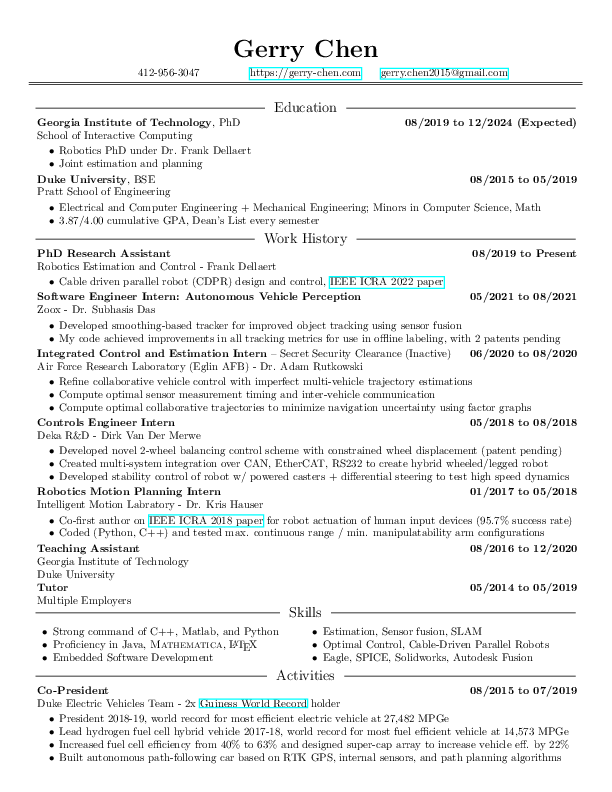 Gerry Chen
412-956-3047 https://gerry-chen.com gerry.chen2015@gmail.com
Education
Georgia Institute of Technology, PhD 08/2019 to 12/2024 (Expected)
School of Interactive Computing
• Robotics PhD under Dr. Frank Dellaert
• Joint estimation and planning
Duke University, BSE 08/2015 to 05/2019
Pratt School of Engineering
• Electrical and Computer Engineering + Mechanical Engineering; Minors in Computer Science, Math
• 3.87/4.00 cumulative GPA, Dean's List every semester
Work History
PhD Research Assistant 08/2019 to Present
Robotics Estimation and Control - Frank Dellaert
• Cable driven parallel robot (CDPR) design and control, IEEE ICRA 2022 paper
Software Engineer Intern: Autonomous Vehicle Perception 05/2021 to 08/2021
Zoox - Dr. Subhasis Das
• Developed smoothing-based tracker for improved object tracking using sensor fusion
• My code achieved improvements in all tracking metrics for use in offline labeling, with 2 patents pending
Integrated Control and Estimation Intern – Secret Security Clearance (Inactive) 06/2020 to 08/2020
Air Force Research Laboratory (Eglin AFB) - Dr. Adam Rutkowski
• Refine collaborative vehicle control with imperfect multi-vehicle trajectory estimations
• Compute optimal sensor measurement timing and inter-vehicle communication
• Compute optimal collaborative trajectories to minimize navigation uncertainty using factor graphs
Controls Engineer Intern 05/2018 to 08/2018
Deka R&D - Dirk Van Der Merwe
• Developed novel 2-wheel balancing control scheme with constrained wheel displacement (patent pending)
• Created multi-system integration over CAN, EtherCAT, RS232 to create hybrid wheeled/legged robot
• Developed stability control of robot w/ powered casters + differential steering to test high speed dynamics
Robotics Motion Planning Intern 01/2017 to 05/2018
Intelligent Motion Labratory - Dr. Kris Hauser
• Co-first author on IEEE ICRA 2018 paper for robot actuation of human input devices (95.7% success rate)
• Coded (Python, C++) and tested max. continuous range / min. manipulatability arm configurations
Teaching Assistant 08/2016 to 12/2020
Georgia Institute of Technology
Duke University
Tutor 05/2014 to 05/2019
Multiple Employers
Skills
• Strong command of C++, Matlab, and Python
• Proficiency in Java, MATHEMATICA, LATEX
• Embedded Software Development
• Estimation, Sensor fusion, SLAM
• Optimal Control, Cable-Driven Parallel Robots
• Eagle, SPICE, Solidworks, Autodesk Fusion
Activities
Co-President 08/2015 to 07/2019
Duke Electric Vehicles Team - 2x Guiness World Record holder
• President 2018-19, world record for most efficient electric vehicle at 27,482 MPGe
• Lead hydrogen fuel cell hybrid vehicle 2017-18, world record for most fuel efficient vehicle at 14,573 MPGe
• Increased fuel cell efficiency from 40% to 63% and designed super-cap array to increase vehicle eff. by 22%
• Built autonomous path-following car based on RTK GPS, internal sensors, and path planning algorithms